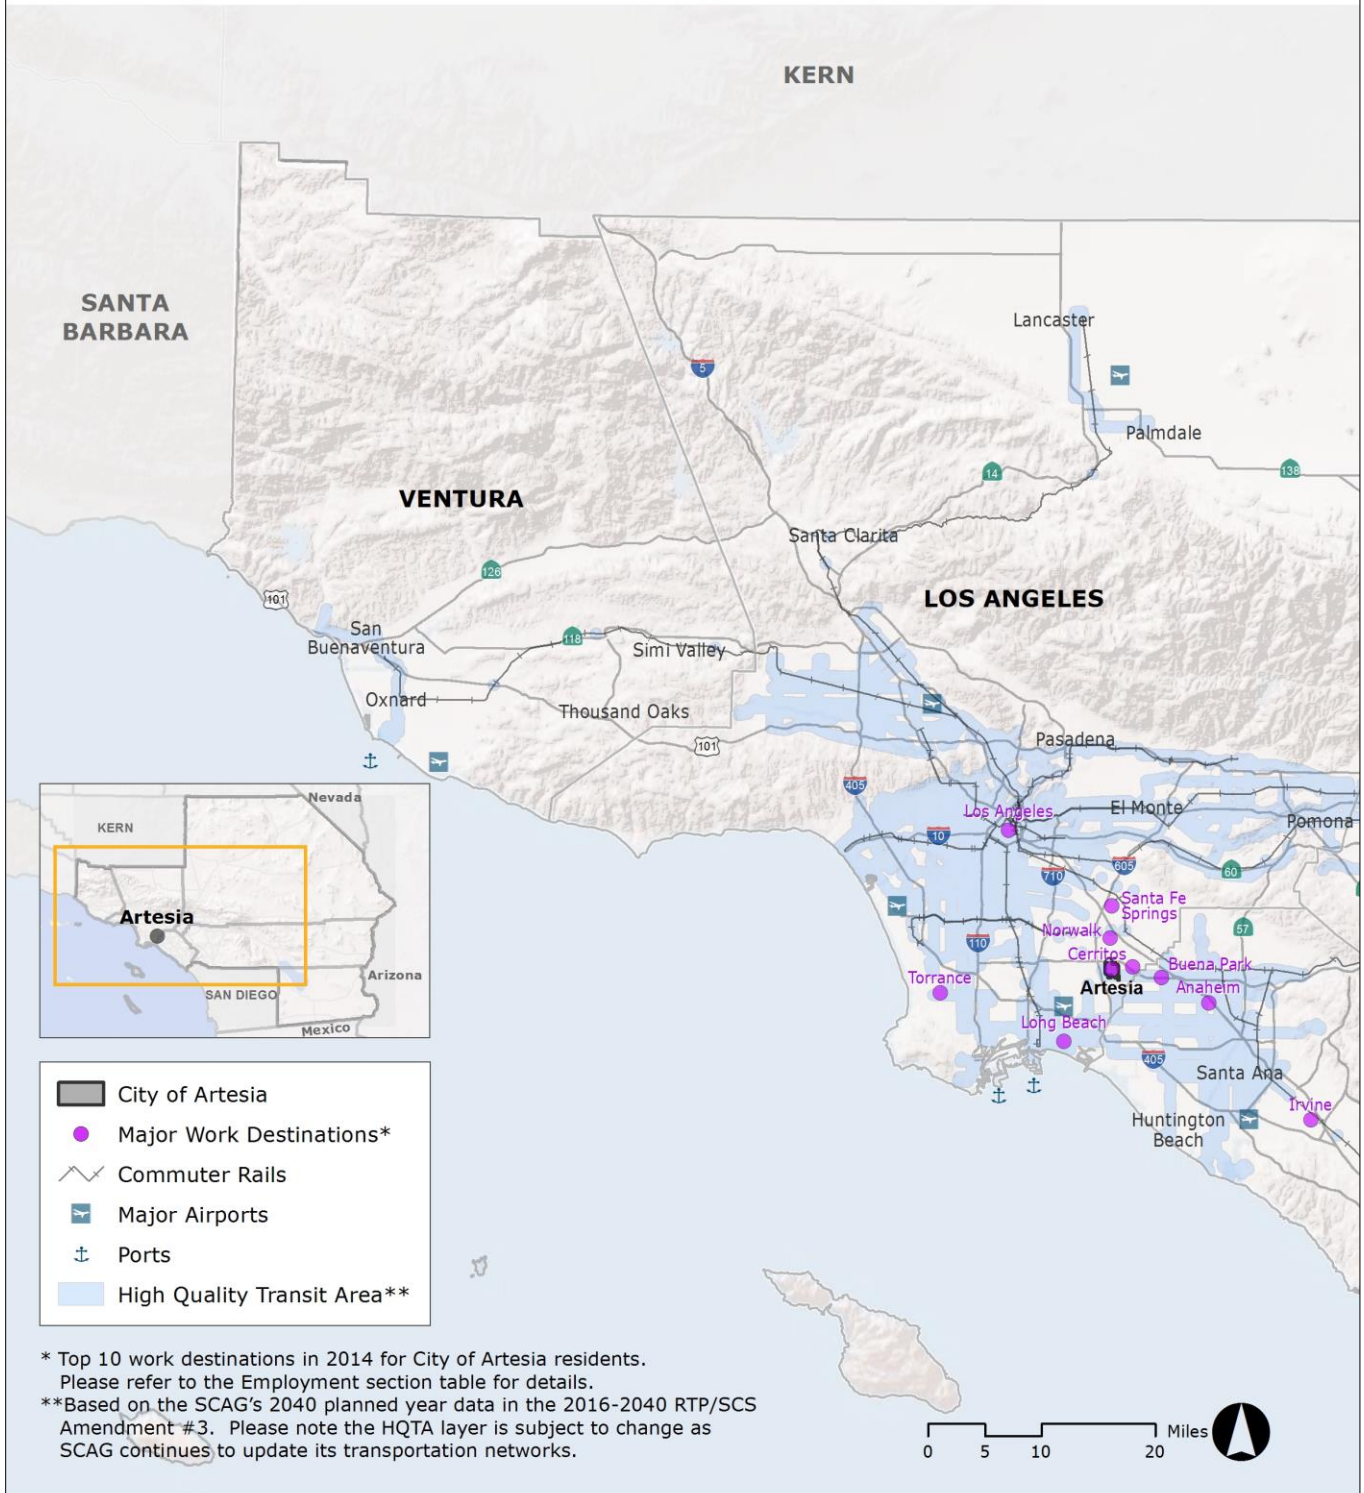 KERN
SANTA
BARBARA
Lancaster
5
Palmdale
14
138
VENTURA
Santa Clarita
126
LOS ANGELES
101
San
Buenaventura
118
Simi Valley
Oxnard
Thousand Oaks
101
Pasadena
405
Los Angeles
El Monte
Pomona
10
710
605
60
Santa Fe
Springs
57
Norwalk
110
Cerritos
Buena Park
Torrance
Artesia
Anaheim
Long Beach
405
Santa Ana
Irvine
Huntington
Beach
Nevada
KERN
Artesia
Arizona
SAN DIEGO
Mexico
City of Artesia
Major Work Destinations*
Commuter Rails
Major Airports
Ports
High Quality Transit Area**
* Top 10 work destinations in 2014 for City of Artesia residents.
Please refer to the Employment section table for details.
**Based on the SCAG's 2040 planned year data in the 2016-2040 RTP/SCS
Amendment #3. Please note the HQTA layer is subject to change as
SCAG continues to update its transportation networks.
Miles
0 5 10 20